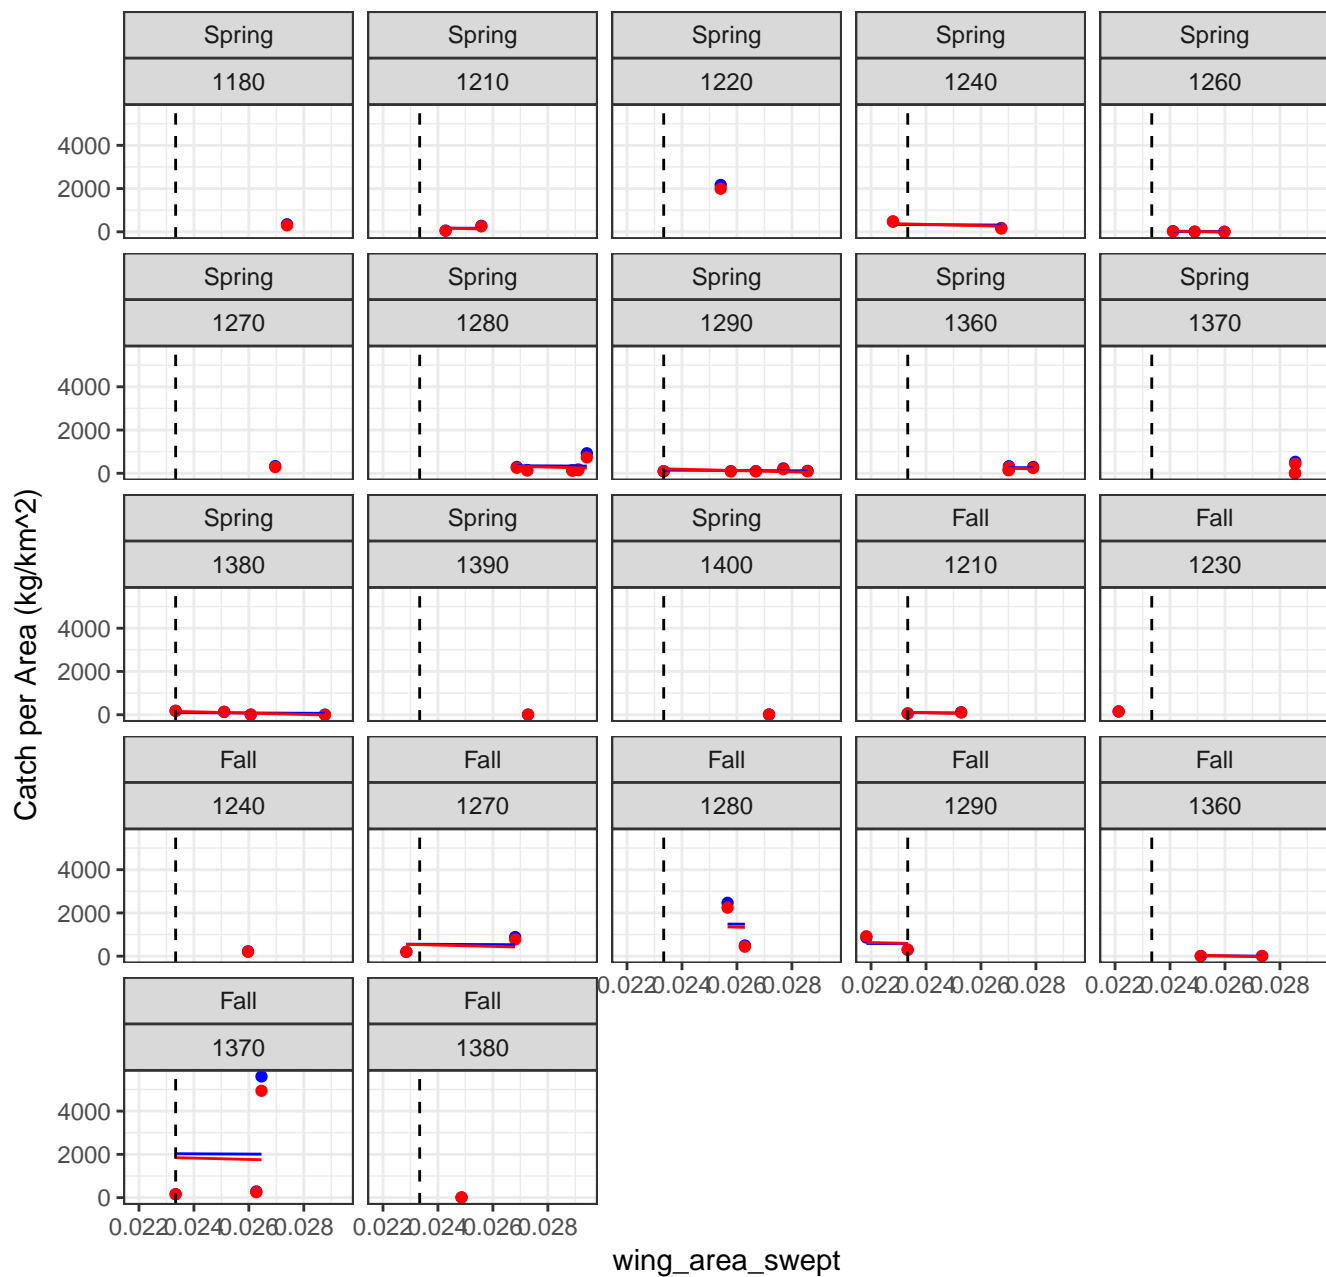 Spring Spring Spring Spring Spring
1180 1210 1220 1240 1260
4000
2000
0
Spring Spring Spring Spring Spring
1270 1280 1290 1360 1370
4000
2000
0
Spring Spring Spring Fall Fall
1380 1390 1400 1210 1230
4000
2000
0
Fall Fall Fall Fall Fall
1240 1270 1280 1290 1360
4000
2000
0
0.022 0.024 0.026 0.028 0.022 0.024 0.026 0.028 0.022 0.024 0.026 0.028
Fall Fall
1370 1380
4000
2000
0
0.022 0.024 0.026 0.028 0.022 0.024 0.026 0.028
wing_area_swept
Catch per Area (kg/km^2)